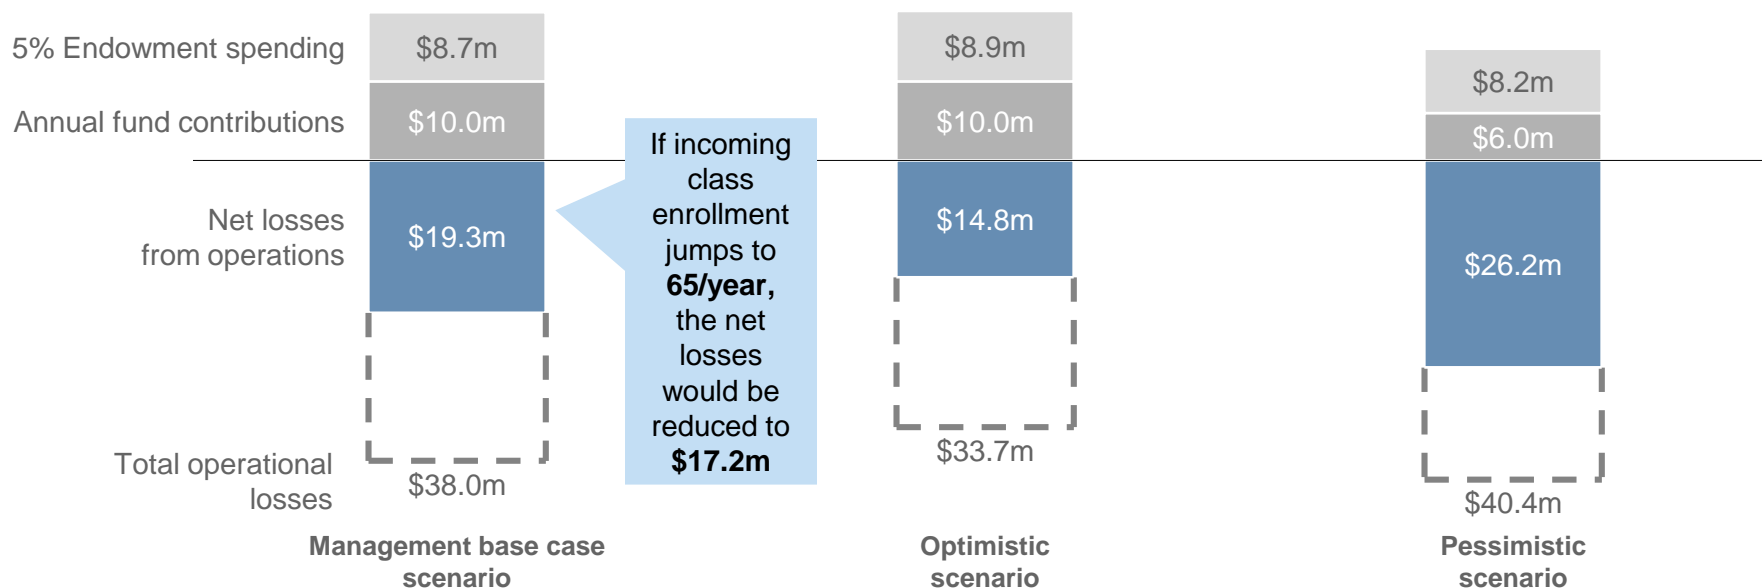 5% Endowment spending
$8.7m
$8.9m
$8.2m
Annual fund contributions
$10.0m
$10.0m
$6.0m
If incoming
class
enrollment
jumps to
65/year,
the net
losses
would be
reduced to
$17.2m
Net losses
from operations
$19.3m
$14.8m
$26.2m
Total operational
losses
$38.0m
$33.7m
$40.4m
Management base case
scenario
Optimistic
scenario
Pessimistic
scenario